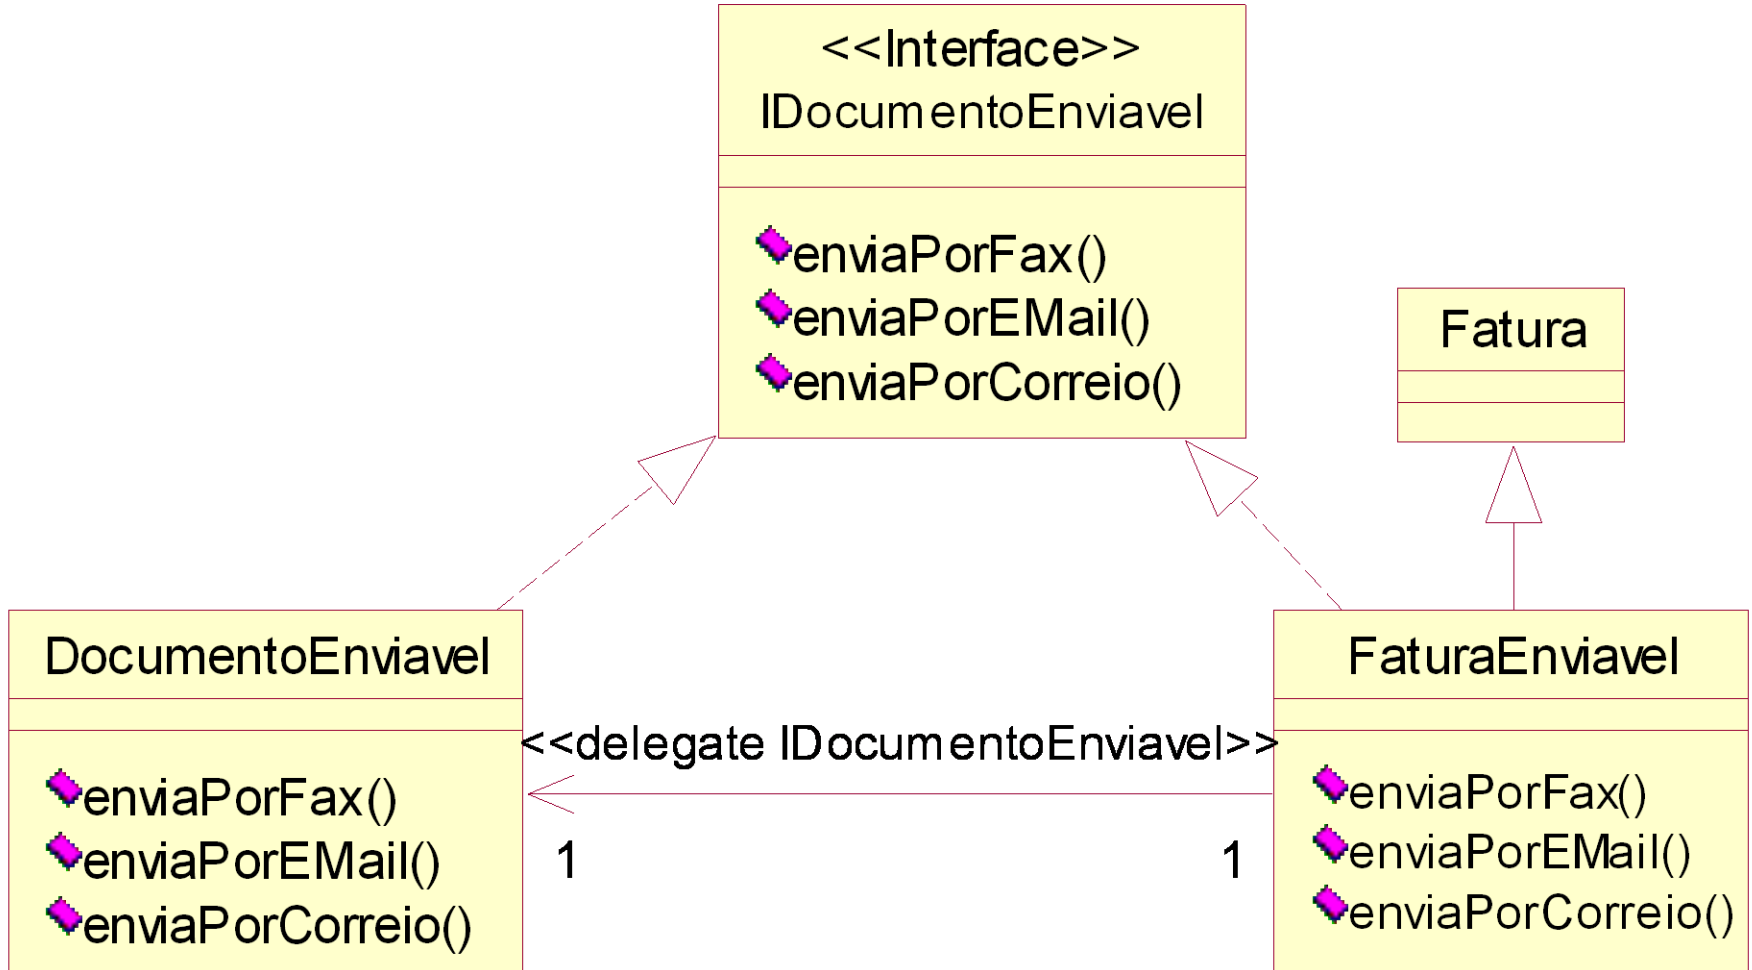 <<Interface>>
IDocumentoEnviavel
enviaPorFax()
enviaPorEMail()
enviaPorCorreio()
Fatura
DocumentoEnviavel
enviaPorFax()
enviaPorEMail()
enviaPorCorreio()
<<delegate IDocumentoEnviavel>>
1
1
FaturaEnviavel
enviaPorFax()
enviaPorEMail()
enviaPorCorreio()